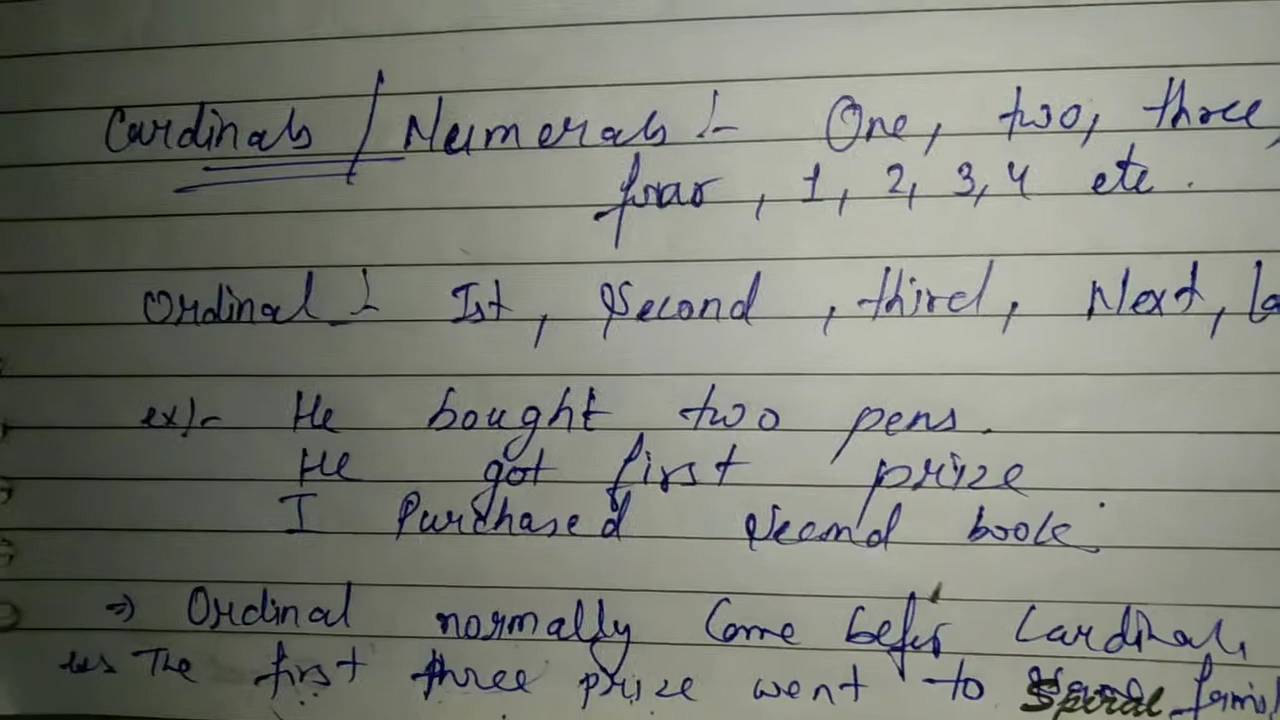 Cardinals / Numerals :- One, two, three,
four, 1, 2, 3, 4 etc.
Ordinal :- Ist, Second, third, Next, la
ex):- He bought two pens.
He got first prize
I Purchased Second book.
⇒ Ordinal normally Come befor Cardinal,
The first three prize went to